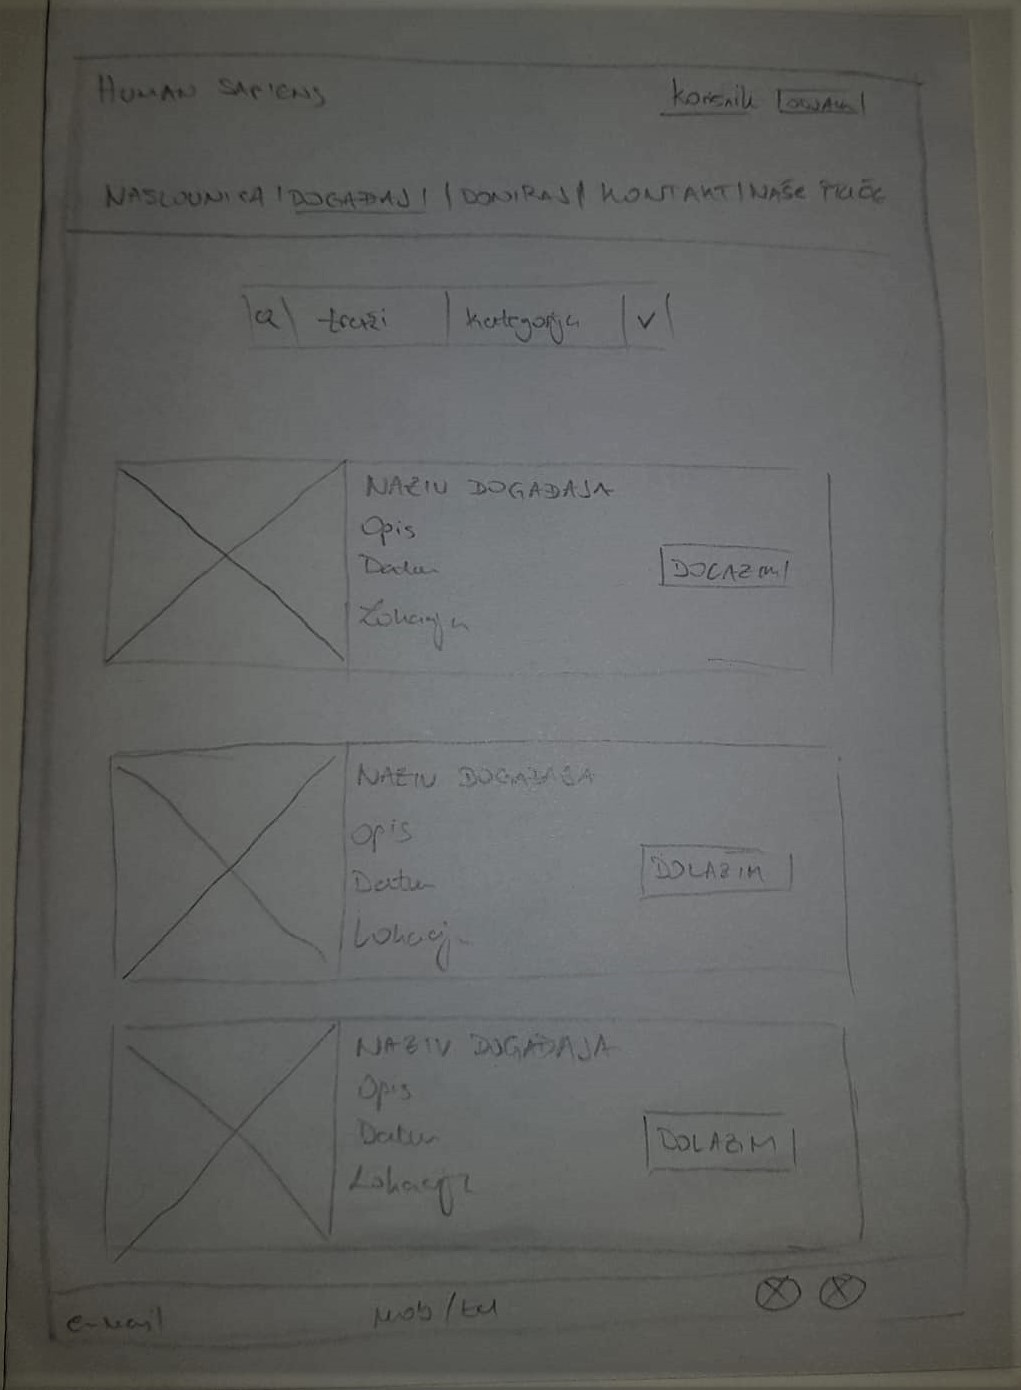 HUMAN SAPIENS
Korisnik
NASLOVNICA | DOGAĐAJI | DONIRAJ | KONTAKT | NAŠE PRIČE
traži kategorija
NAZIV DOGAĐAJA
Opis
Datum
DOLAZIM
Lokacija
NAZIV DOGAĐAJA
Opis
Datum
DOLAZIM
Lokacija
NAZIV DOGAĐAJA
Opis
Datum
DOLAZIM
Lokacija
e-mail mob/tel